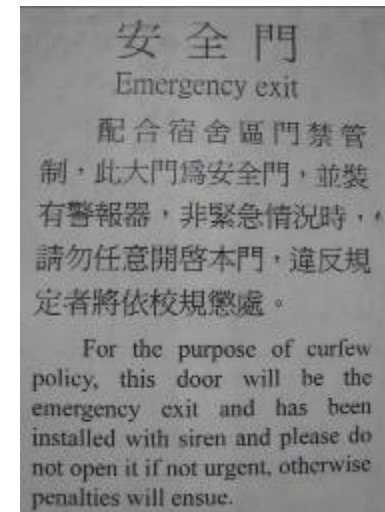 安全門
Emergency exit
配合宿舍區門禁管
制，此大門爲安全門，並裝
有警報器，非緊急情況時，
請勿任意開啓本門，違反規
定者將依校規懲處。
For the purpose of curfew
policy, this door will be the
emergency exit and has been
installed with siren and please do
not open it if not urgent, otherwise
penalties will ensue.